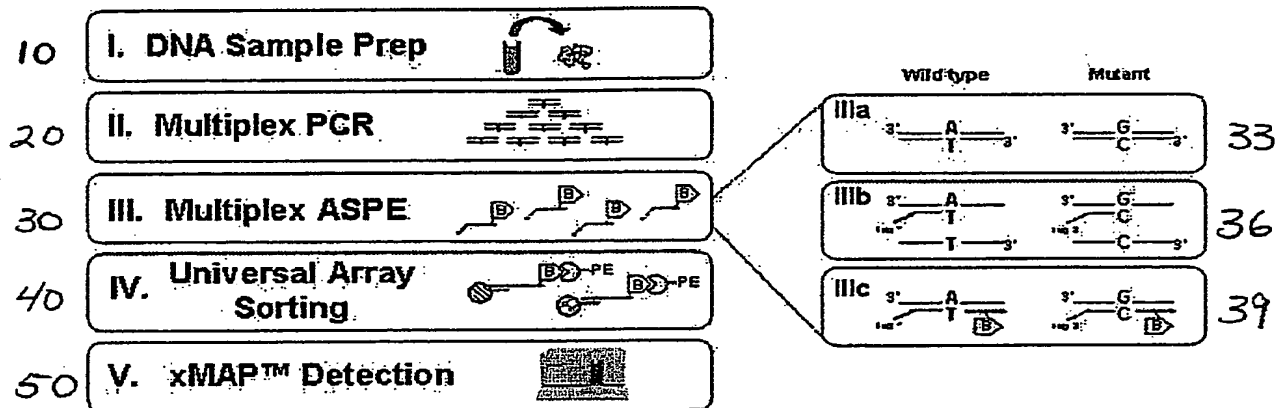 10 I. DNA Sample Prep
20 II. Multiplex PCR
30 III. Multiplex ASPE B B B B
40 IV. Universal Array Sorting B PE B PE
50 V. xMAP™ Detection
Wild-type Mutant
IIIa 3' A T 3' 3' G C 3' 33
IIIb 3' A T T 3' 3' G C C 3' 36
IIIc 3' A T B 3' G C B 39